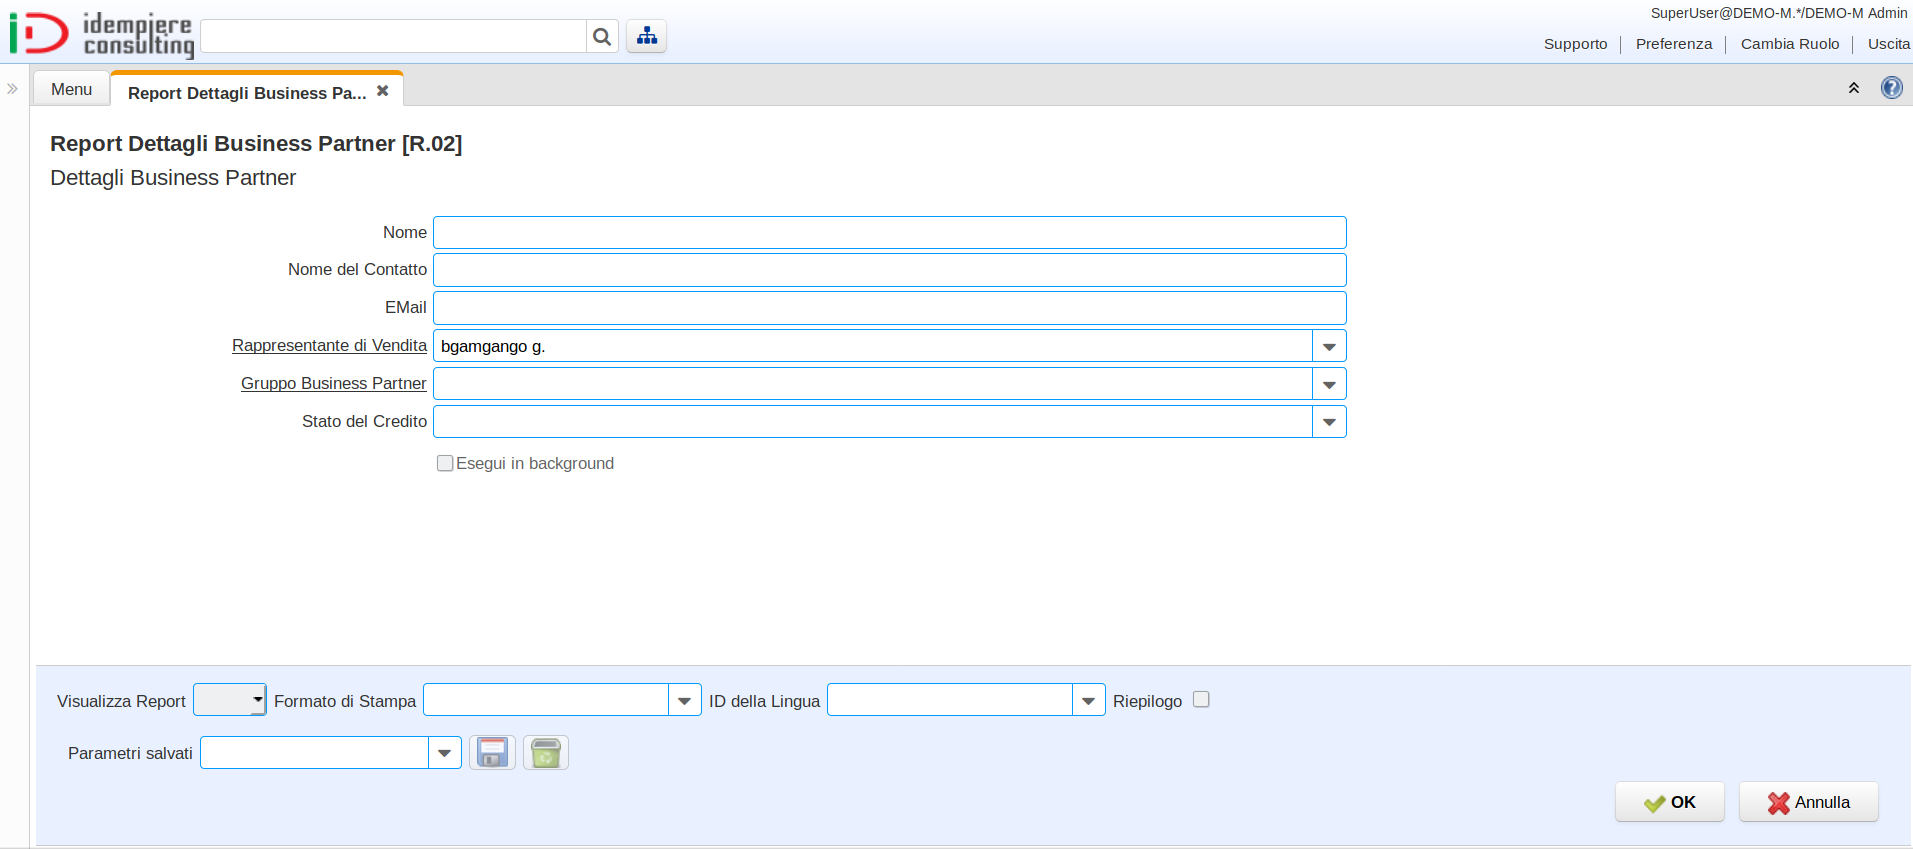 idempiere
consulting
SuperUser@DEMO-M.*/DEMO-M Admin
Supporto
Preferenza
Cambia Ruolo
Uscita
Menu
Report Dettagli Business Pa...
Report Dettagli Business Partner [R.02]
Dettagli Business Partner
Nome
Nome del Contatto
EMail
Rappresentante di Vendita bgamgango g.
Gruppo Business Partner
Stato del Credito
Esegui in background
Visualizza Report Formato di Stampa ID della Lingua Riepilogo
Parametri salvati
OK Annulla